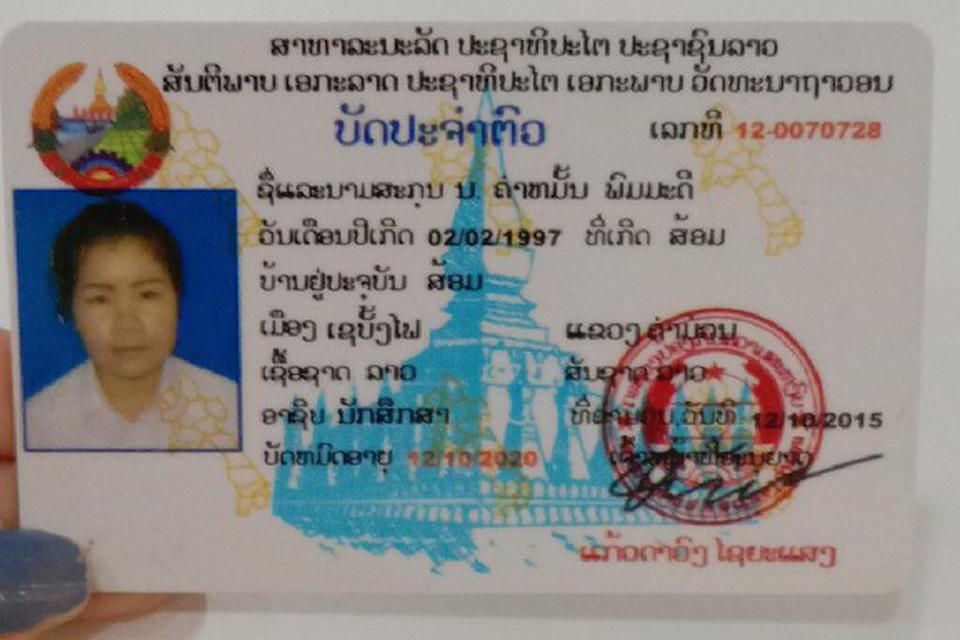 ສາທາລະນະລັດ ປະຊາທິປະໄຕ ປະຊາຊົນລາວ
ສັນຕິພາບ ເອກະລາດ ປະຊາທິປະໄຕ ເອກະພາບ ວັດທະນາຖາວອນ
ບັດປະຈຳຕົວ ເລກທີ 12-0070728
ຊື່ແລະນາມສະກຸນ ນ. ຄຳໝັ້ນ ພິມມະດີ
ວັນເດືອນປີເກີດ 02/02/1997 ທີ່ເກີດ ສ້ອມ
ບ້ານຢູ່ປະຈຸບັນ ສ້ອມ
ເມືອງ ເຊບັ້ງໄຟ ແຂວງ ຄຳມ່ວນ
ເຊື້ອຊາດ ລາວ ສັນຊາດ ລາວ
ອາຊີບ ນັກສຶກສາ ວັນທີ 12/10/2015
ບັດໝົດອາຍຸ 12/10/2020
ແກ້ວດາວົງ ໄຊຍະແສງ